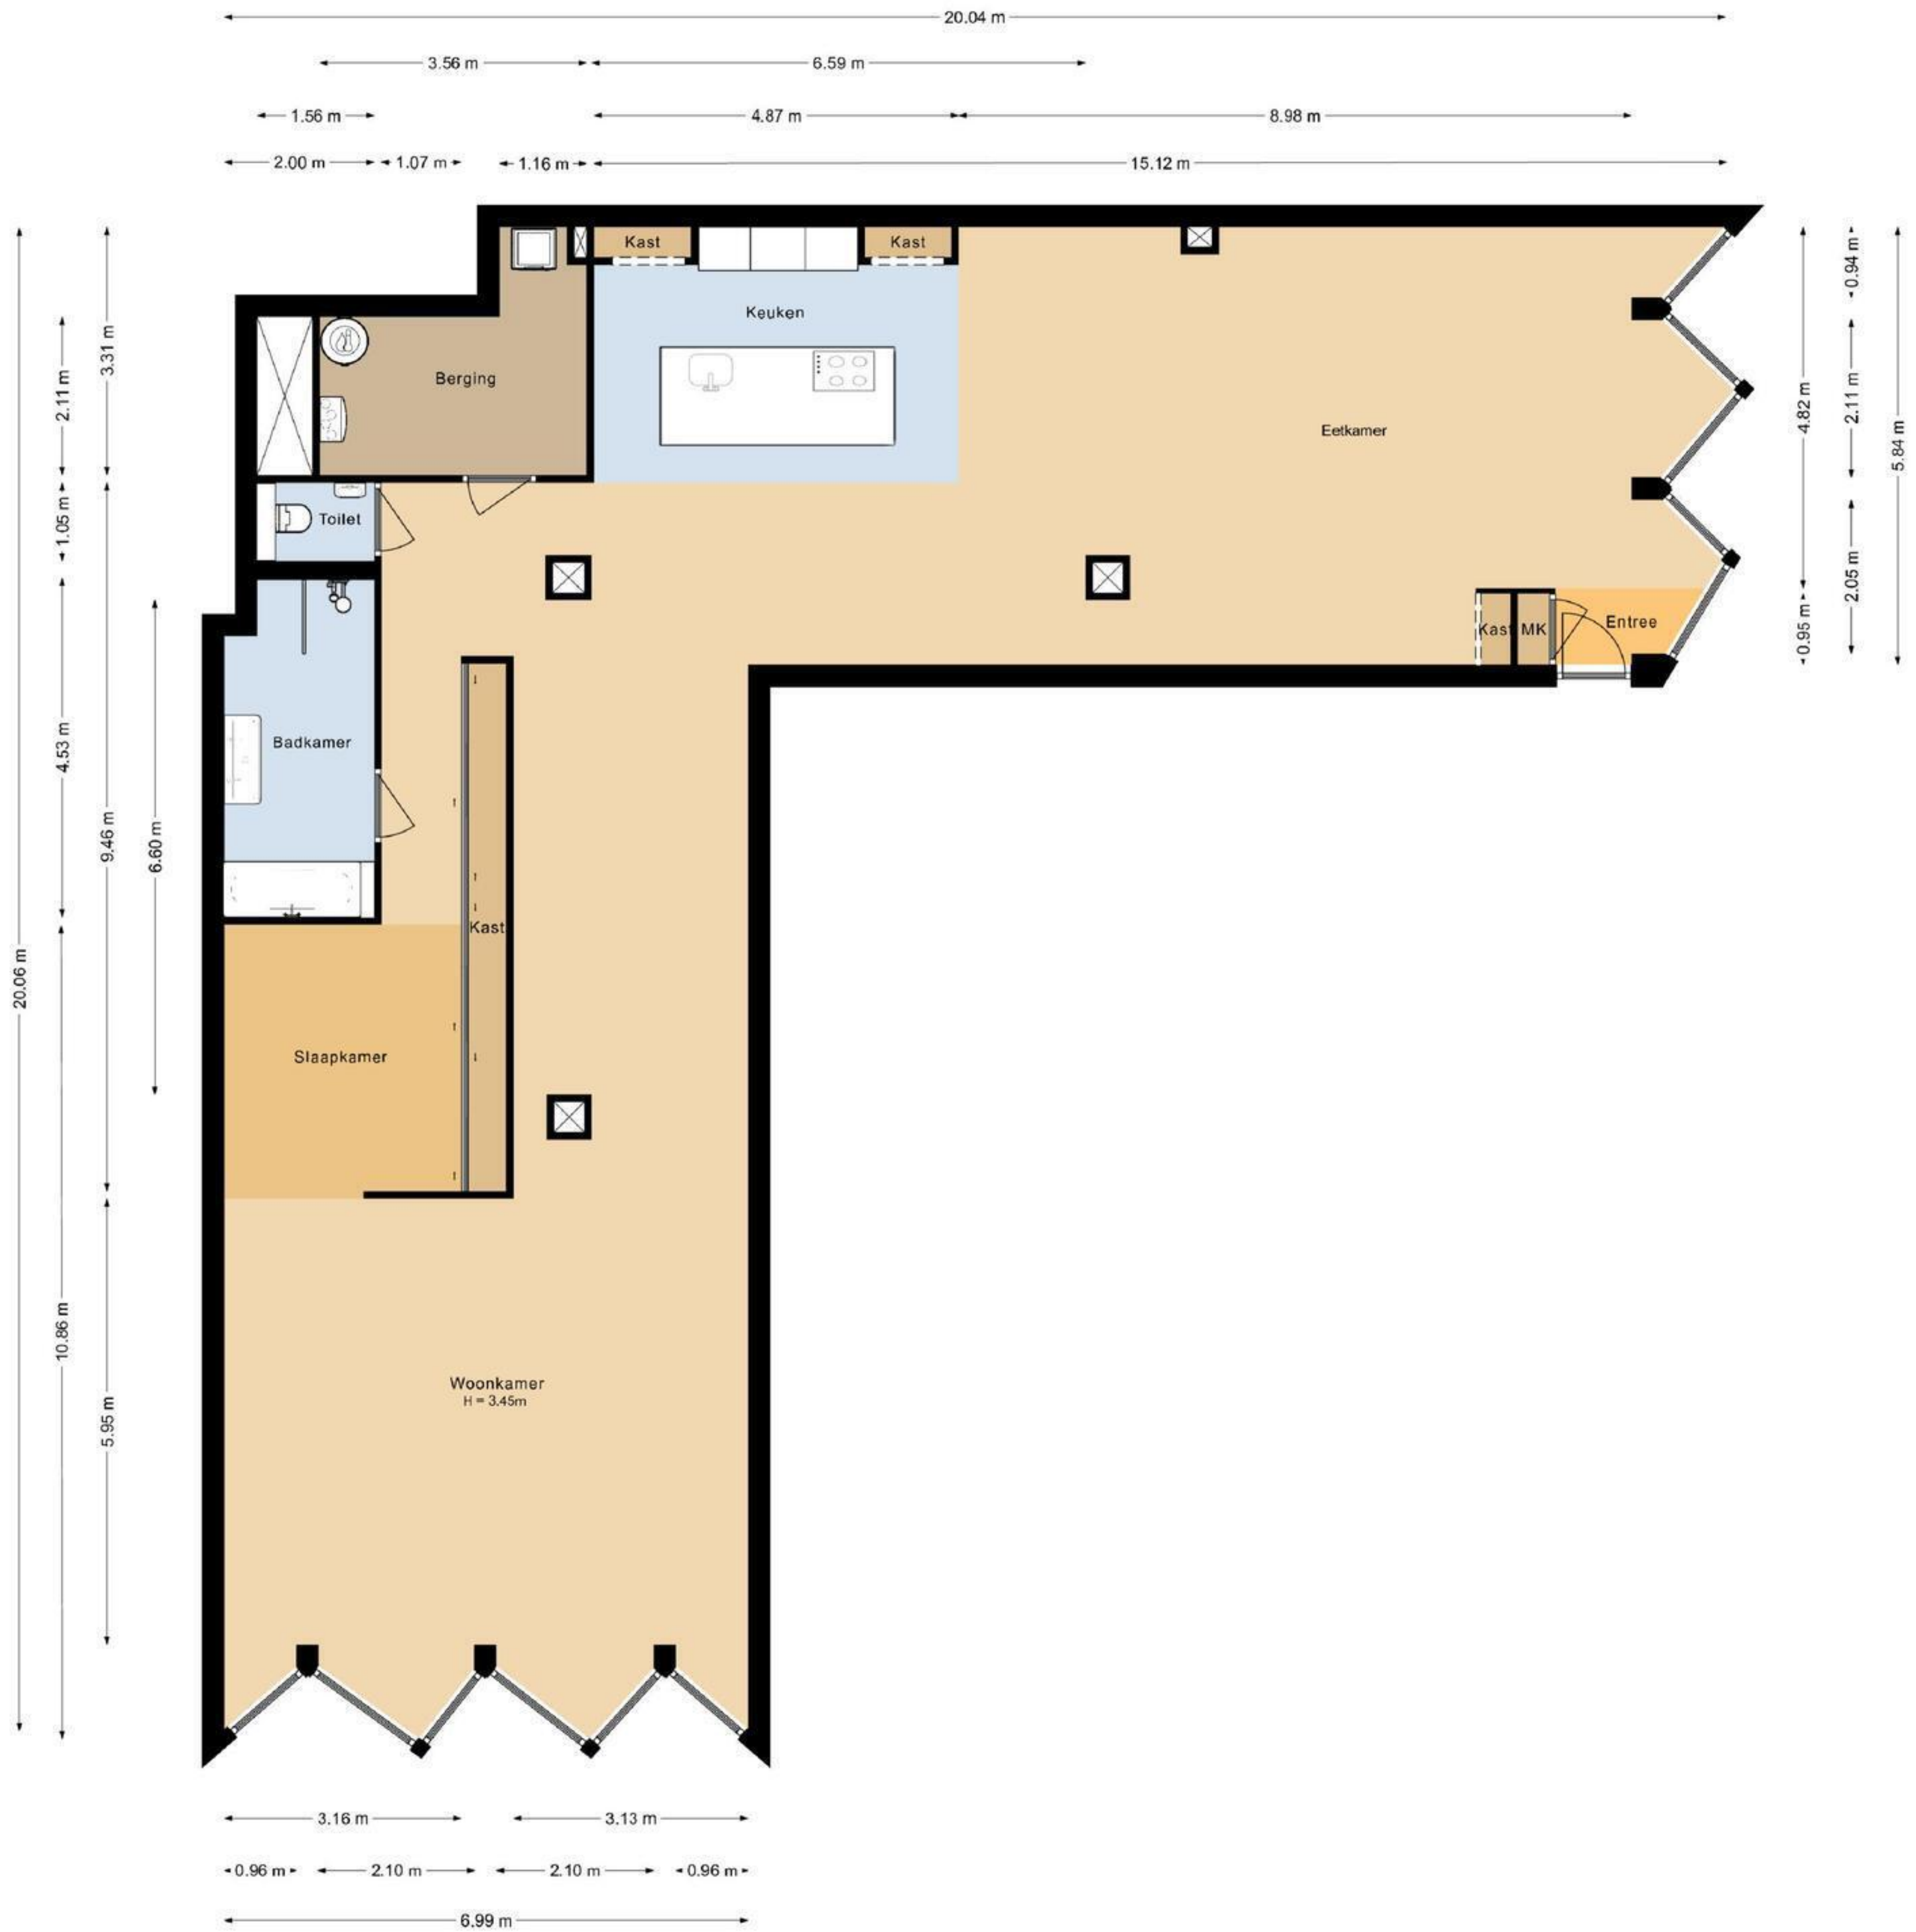 20.04 m
3.56 m
6.59 m
1.56 m
4.87 m
8.98 m
2.00 m
1.07 m
1.16 m
15.12 m
Kast
Kast
Keuken
Berging
Eetkamer
Toilet
Kast
MK
Entree
Badkamer
Kast
Slaapkamer
Woonkamer
H = 3.45m
20.06 m
2.11 m
1.05 m
4.53 m
10.86 m
3.31 m
9.46 m
5.95 m
6.60 m
4.82 m
0.95 m
0.94 m
2.11 m
2.05 m
5.84 m
3.16 m
3.13 m
0.96 m
2.10 m
2.10 m
0.96 m
6.99 m